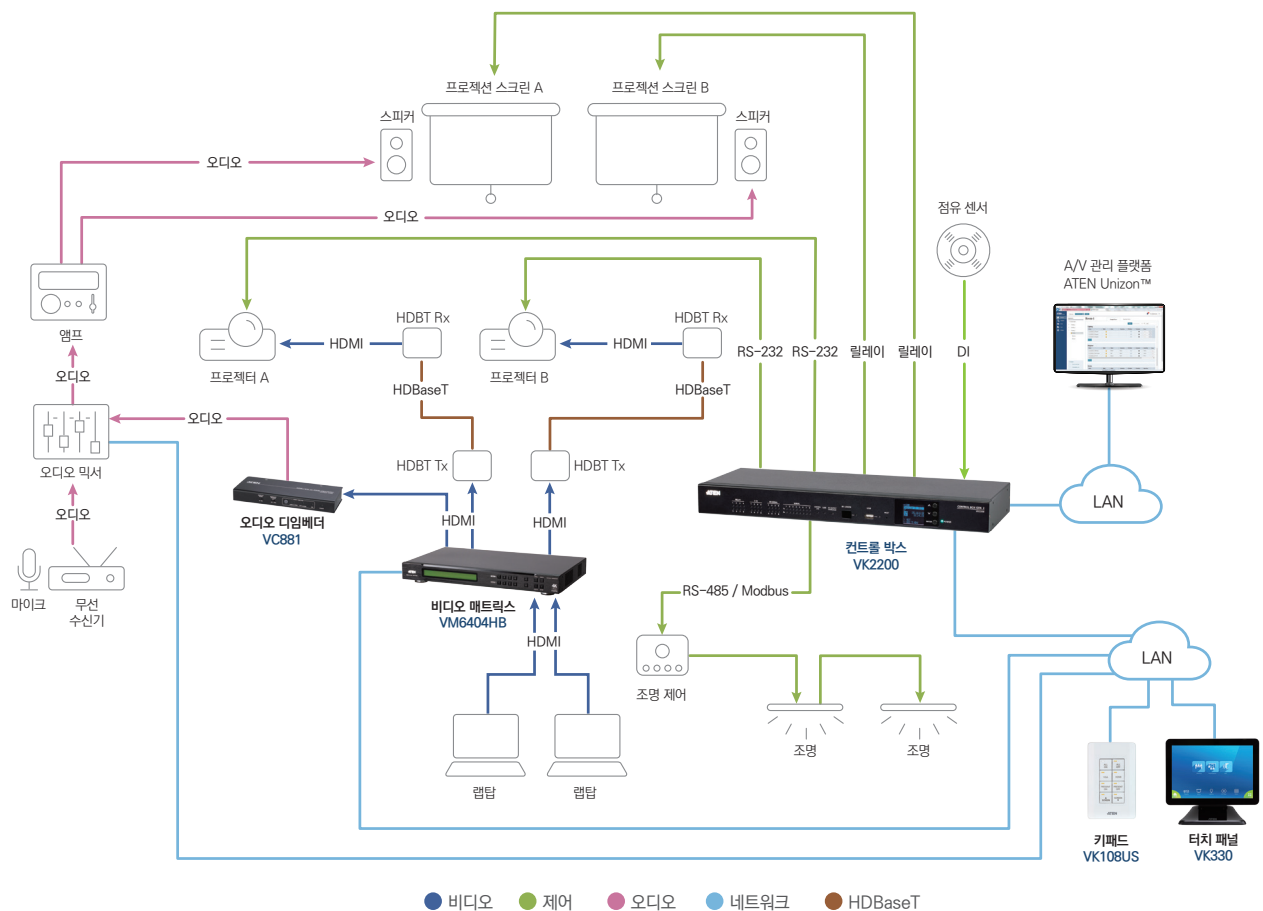 프로젝션 스크린 A
프로젝션 스크린 B
스피커
스피커
오디오
오디오
점유 센서
A/V 관리 플랫폼
ATEN Unizon™
앰프
HDBT Rx
HDBT Rx
HDMI
HDMI
RS-232
RS-232
릴레이
릴레이
DI
프로젝터 A
프로젝터 B
오디오
HDBaseT
HDBaseT
오디오
오디오 믹서
HDBT Tx
HDBT Tx
LAN
오디오
오디오 디임베더
VC881
HDMI
HDMI
ATEN
컨트롤 박스
VK2200
마이크
무선
수신기
비디오 매트릭스
VM6404HB
RS-485 / Modbus
HDMI
LAN
조명 제어
조명
조명
랩탑
랩탑
ATEN
키패드
VK108US
터치 패널
VK330
비디오
제어
오디오
네트워크
HDBaseT